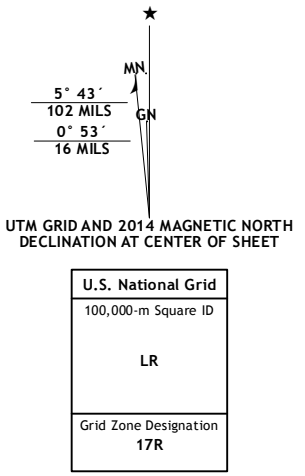 ★
MN.
5° 43´
102 MILS
GN
0° 53´
16 MILS
UTM GRID AND 2014 MAGNETIC NORTH
DECLINATION AT CENTER OF SHEET
U.S. National Grid
100,000-m Square ID
LR
Grid Zone Designation
17R